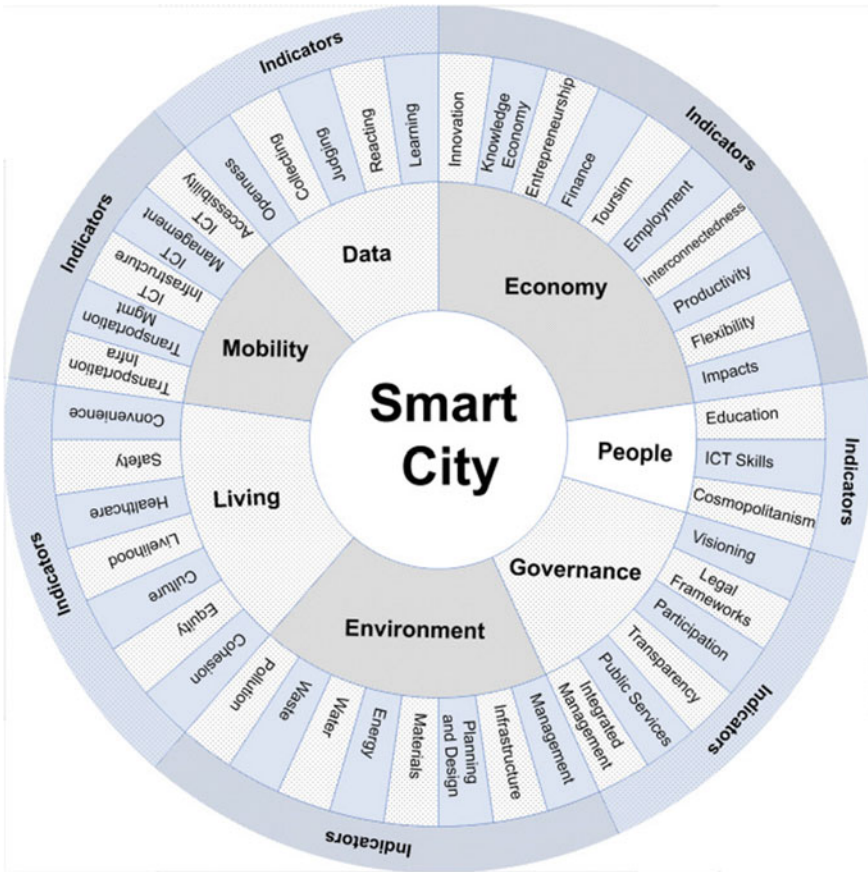 Smart
City
Economy
People
Governance
Environment
Living
Mobility
Data
Indicators
Innovation
Knowledge
Economy
Entrepreneurship
Finance
Toursim
Employment
Interconnectedness
Productivity
Flexibility
Impacts
Indicators
Education
ICT Skills
Cosmopolitanism
Indicators
Visioning
Legal
Frameworks
Participation
Transparency
Public Services
Integrated
Management
Indicators
Management
Infrastructure
Planning
and Design
Materials
Energy
Water
Waste
Pollution
Indicators
Cohesion
Equity
Culture
Livelihood
Healthcare
Safety
Convenience
Indicators
Transportation
Infra
Transportation
Mgmt
ICT
Infrastructure
ICT
Management
ICT
Accessibility
Indicators
Openness
Collecting
Judging
Reacting
Learning